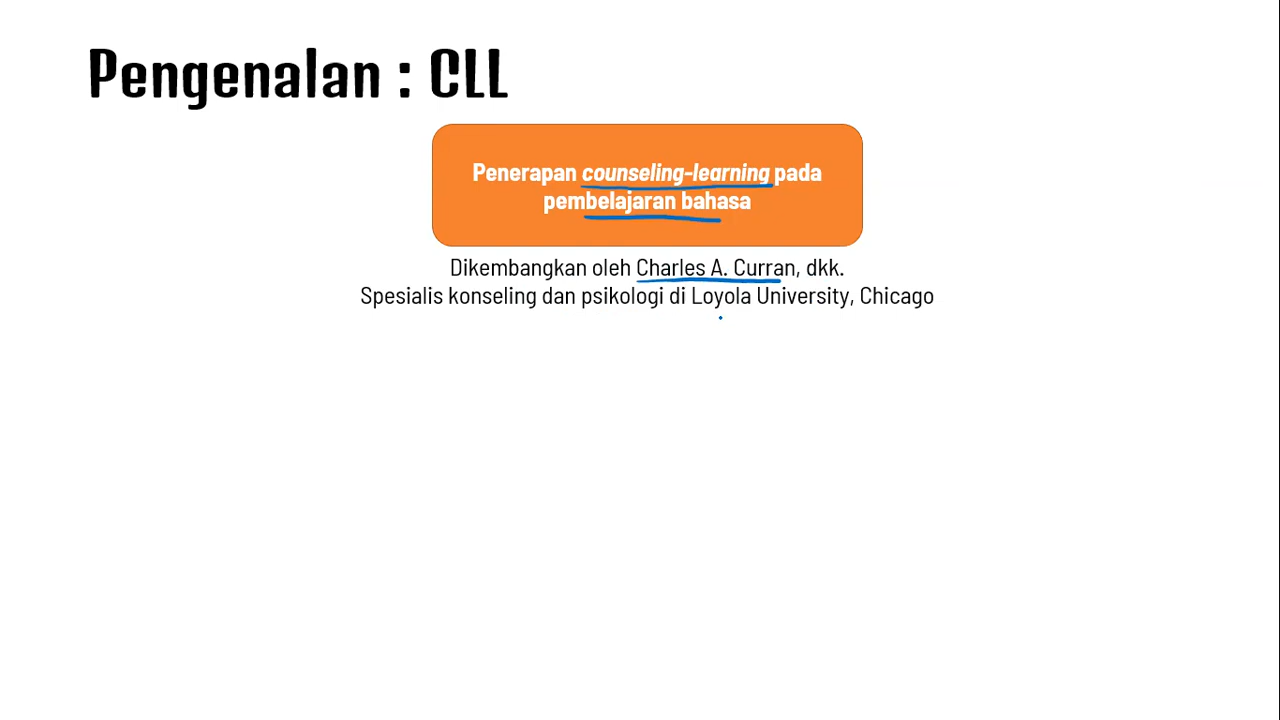 Pengenalan : CLL
Penerapan counseling-learning pada
pembelajaran bahasa
Dikembangkan oleh Charles A. Curran, dkk.
Spesialis konseling dan psikologi di Loyola University, Chicago